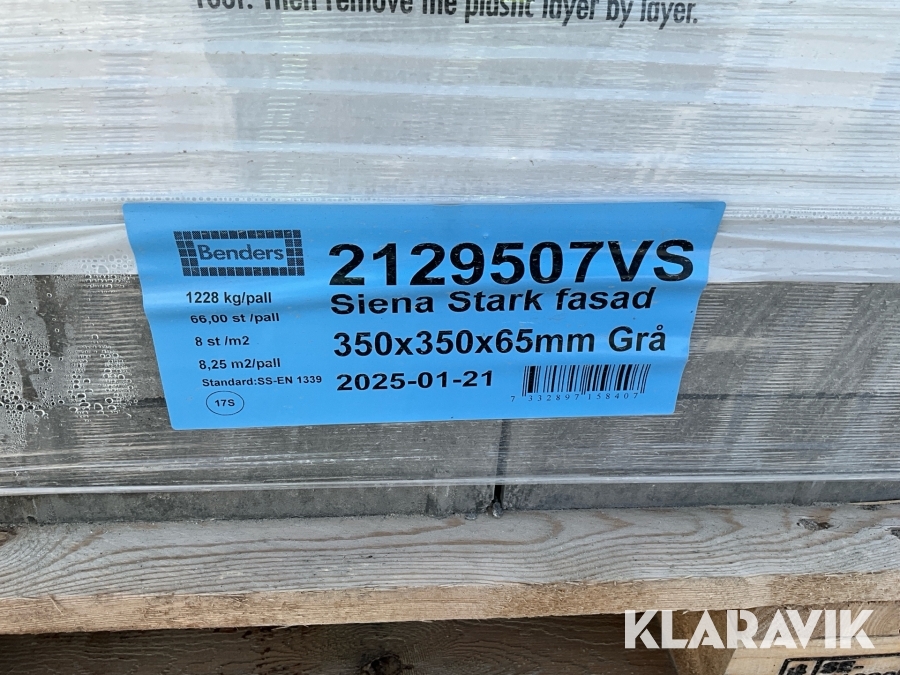 roof. Then remove the plastic layer by layer.
Benders
2129507VS
Siena Stark fasad
350x350x65mm Grå
2025-01-21
1228 kg/pall
66,00 st /pall
8 st /m2
8,25 m2/pall
Standard:SS-EN 1339
17S
7 332897 158407
KLARAVIK